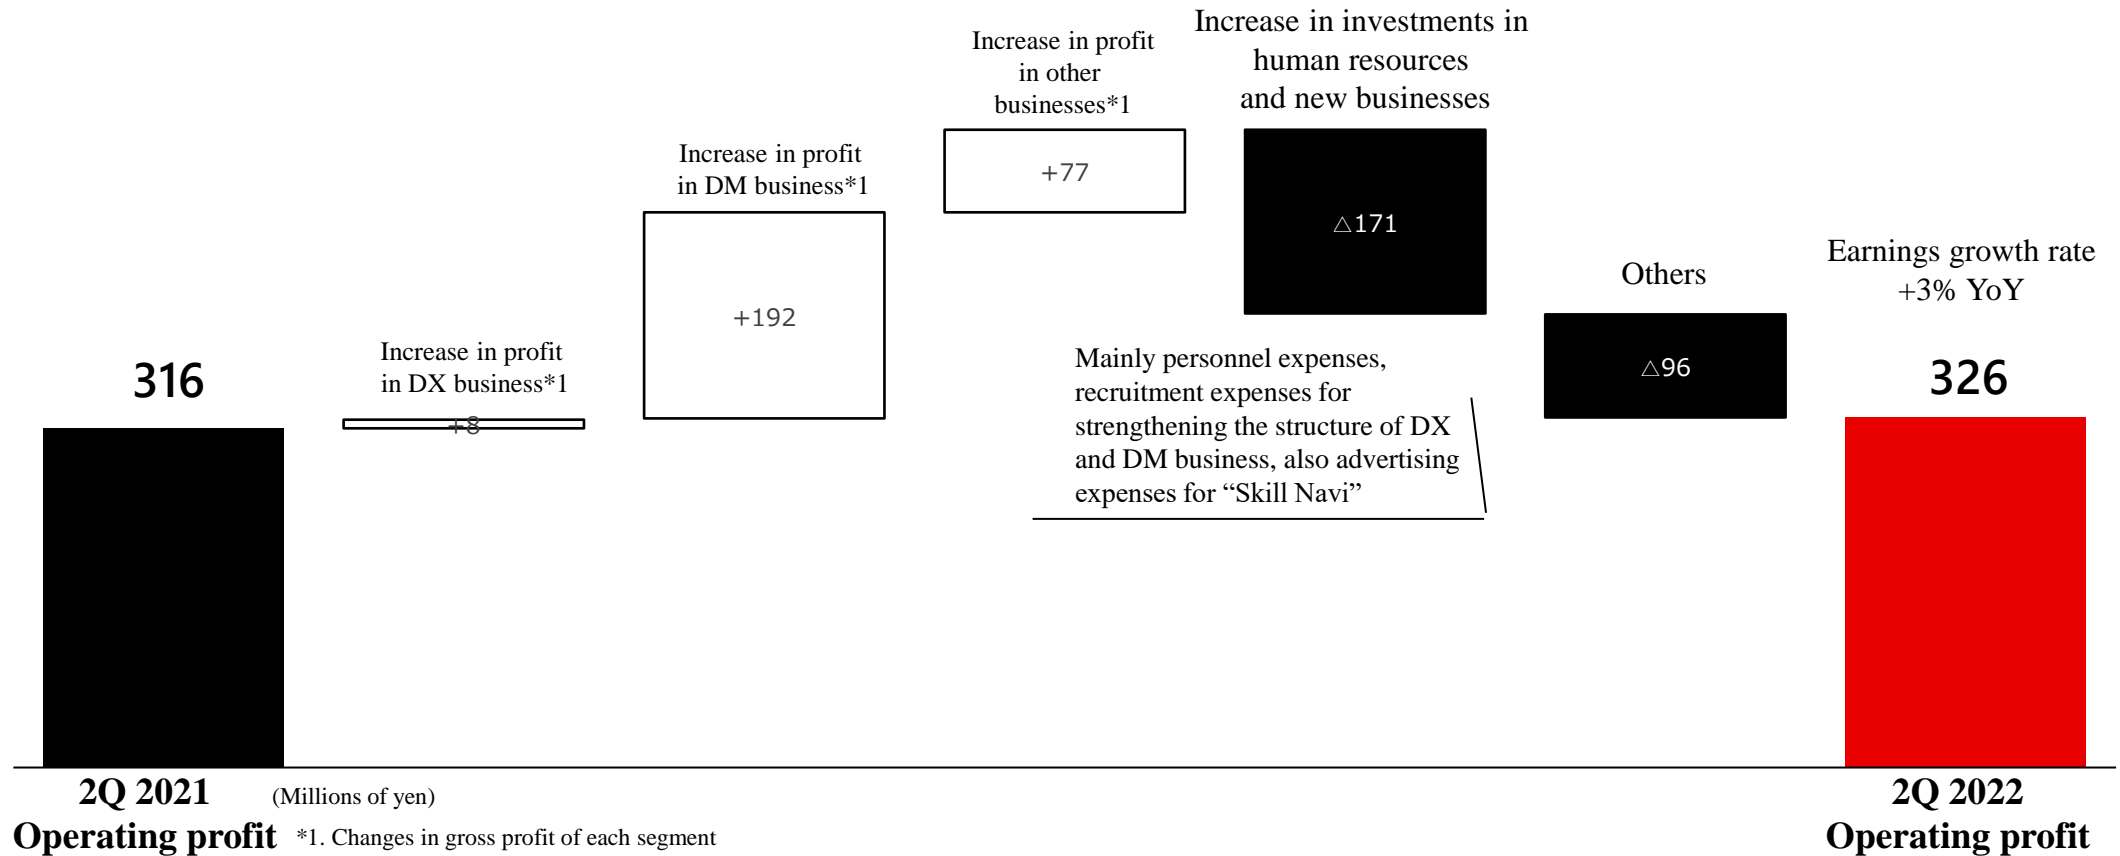 Increase in investments in
human resources
and new businesses
Increase in profit
in other
businesses*1
+77
△171
Increase in profit
in DM business*1
+192
Others
△96
Earnings growth rate
+3% YoY
326
Increase in profit
in DX business*1
+8
316
Mainly personnel expenses,
recruitment expenses for
strengthening the structure of DX
and DM business, also advertising
expenses for “Skill Navi”
2Q 2021
Operating profit
(Millions of yen)
*1. Changes in gross profit of each segment
2Q 2022
Operating profit